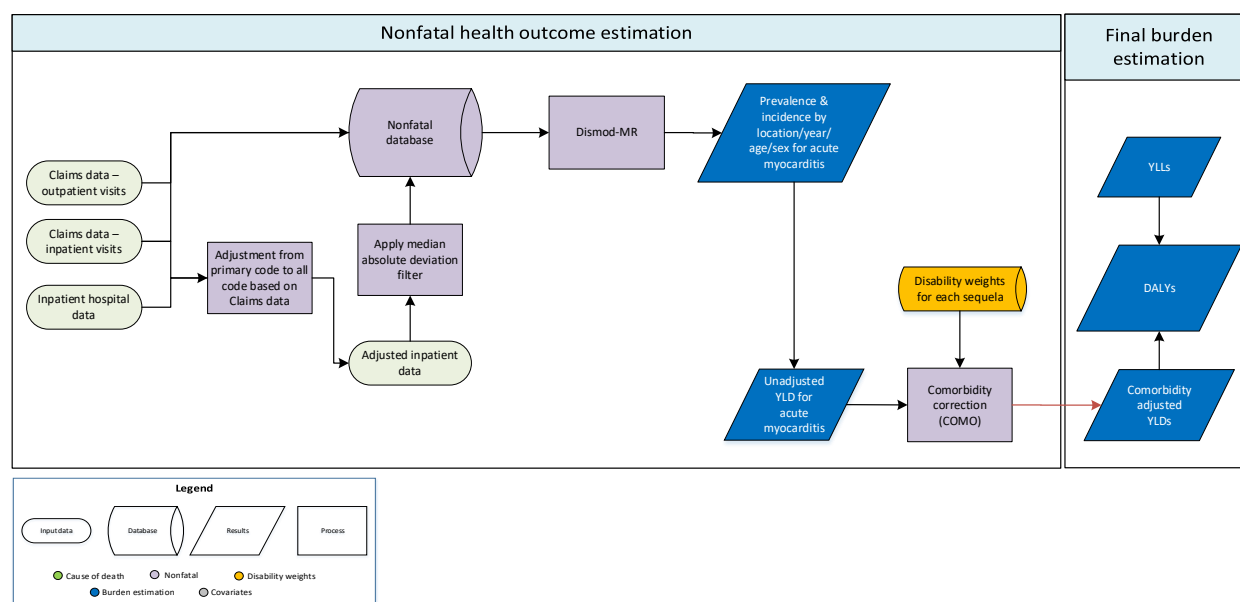 Nonfatal health outcome estimation
Final burden
estimation
Claims data –
outpatient visits
Claims data –
inpatient visits
Inpatient hospital
data
Adjustment from
primary code to all
code based on
Claims data
Nonfatal
database
Apply median
absolute deviation
filter
Adjusted inpatient
data
Dismod-MR
Prevalence &
incidence by
location/year/
age/sex for acute
myocarditis
Unadjusted
YLD for
acute
myocarditis
Disability weights
for each sequela
Comorbidity
correction
(COMO)
YLLs
DALYs
Comorbidity
adjusted
YLDs
Legend
Input data
Database
Results
Process
Cause of death
Nonfatal
Disability weights
Burden estimation
Covariates